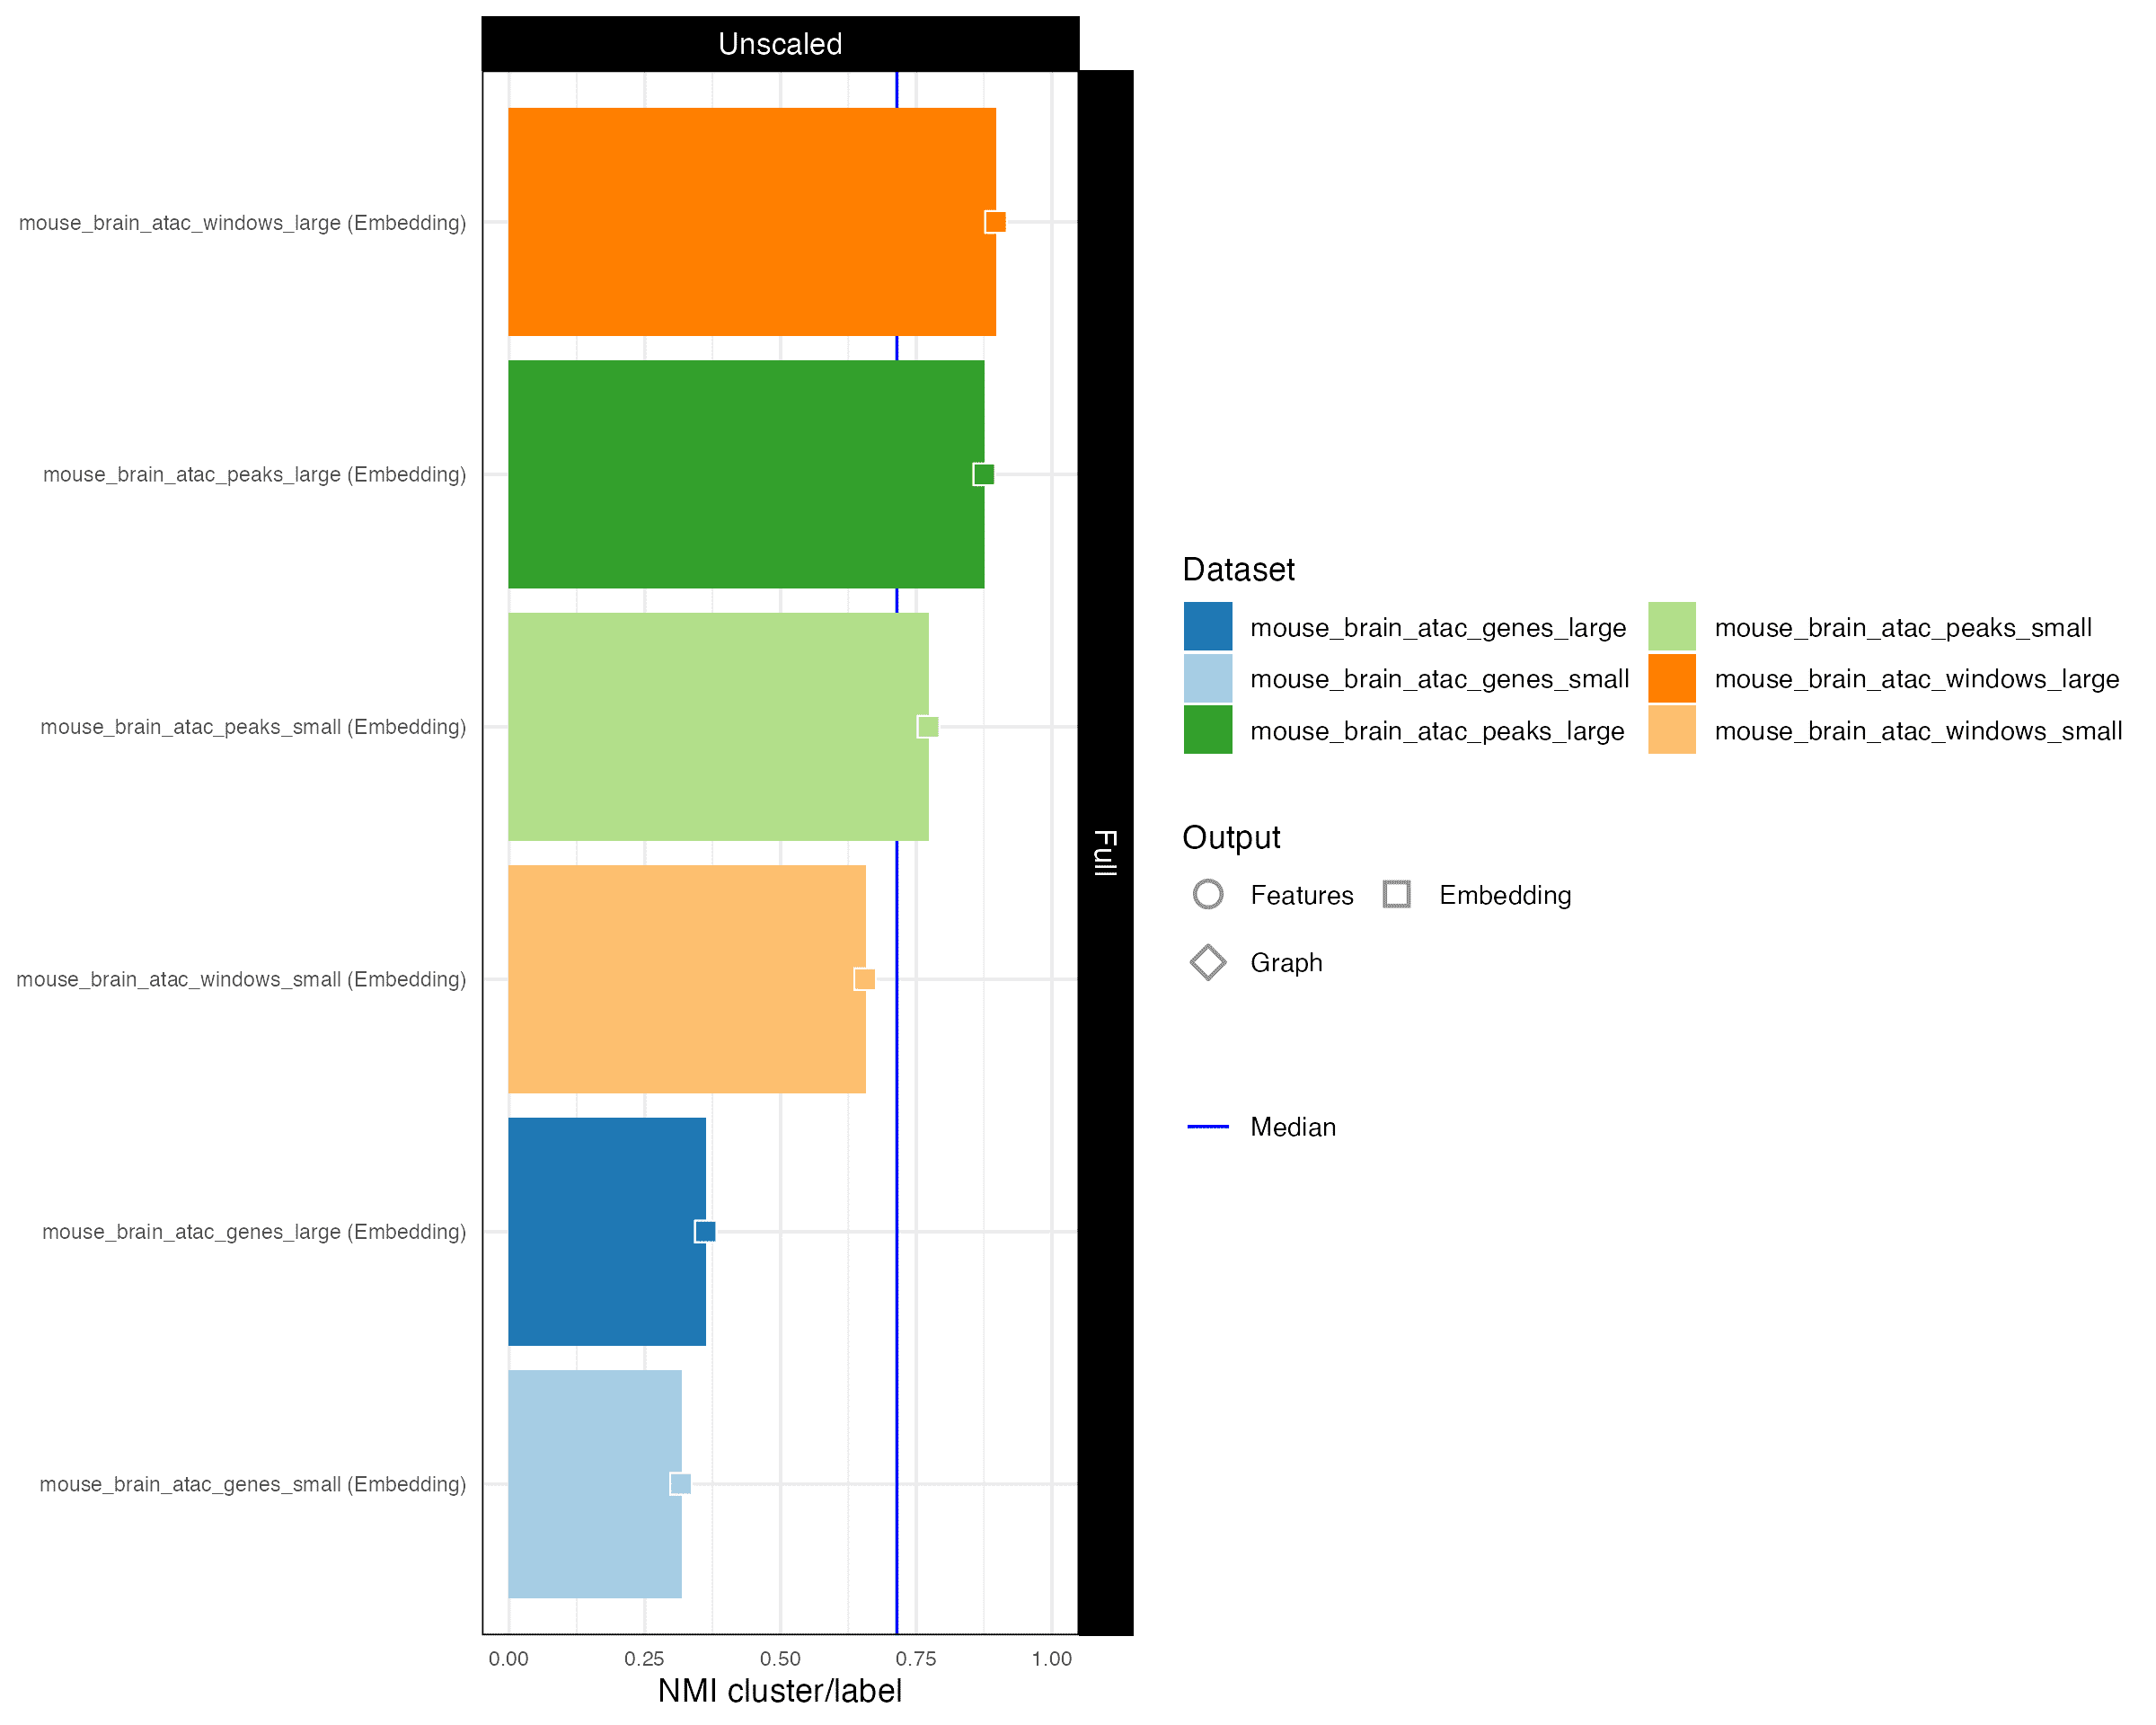 Unscaled
mouse_brain_atac_windows_large (Embedding)
mouse_brain_atac_peaks_large (Embedding)
mouse_brain_atac_peaks_small (Embedding)
mouse_brain_atac_windows_small (Embedding)
mouse_brain_atac_genes_large (Embedding)
mouse_brain_atac_genes_small (Embedding)
Full
0.00 0.25 0.50 0.75 1.00
NMI cluster/label
Dataset
mouse_brain_atac_genes_large mouse_brain_atac_peaks_small
mouse_brain_atac_genes_small mouse_brain_atac_windows_large
mouse_brain_atac_peaks_large mouse_brain_atac_windows_small
Output
Features Embedding
Graph
Median